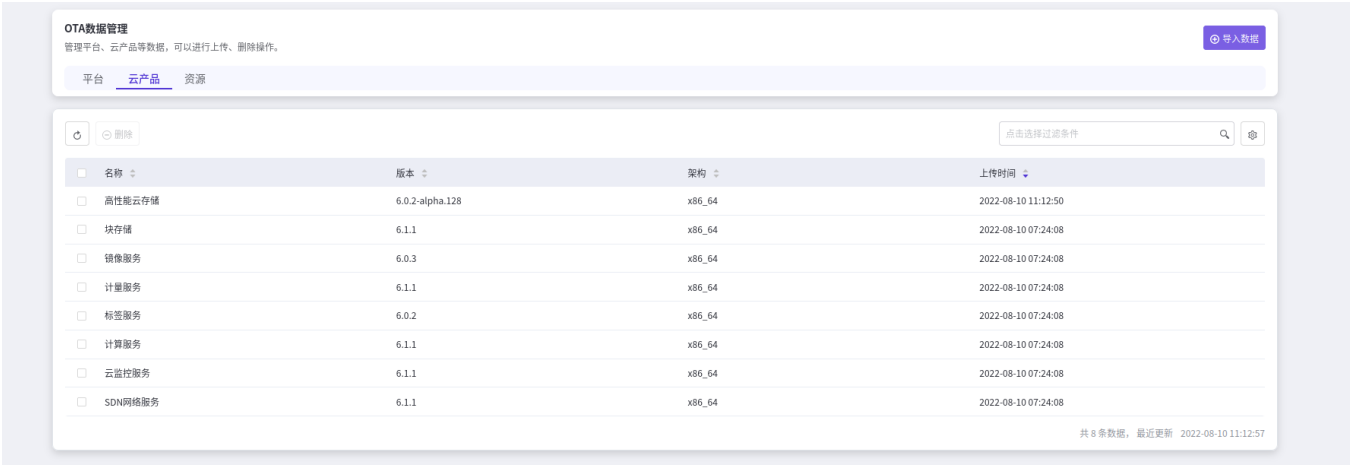 OTA数据管理
管理平台、云产品等数据，可以进行上传、删除操作。
导入数据
平台 云产品 资源
删除 点击选择过滤条件
名称 版本 架构 上传时间
高性能云存储 6.0.2-alpha.128 x86_64 2022-08-10 11:12:50
块存储 6.1.1 x86_64 2022-08-10 07:24:08
镜像服务 6.0.3 x86_64 2022-08-10 07:24:08
计量服务 6.1.1 x86_64 2022-08-10 07:24:08
标签服务 6.0.2 x86_64 2022-08-10 07:24:08
计算服务 6.1.1 x86_64 2022-08-10 07:24:08
云监控服务 6.1.1 x86_64 2022-08-10 07:24:08
SDN网络服务 6.1.1 x86_64 2022-08-10 07:24:08
共 8 条数据， 最近更新 2022-08-10 11:12:57